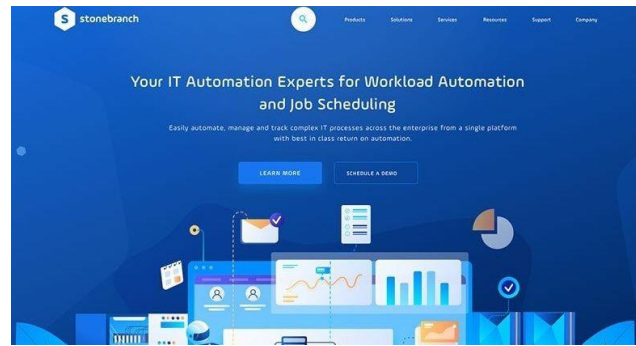 S stonebranch
Products Solutions Services Resources Support Company
Your IT Automation Experts for Workload Automation
and Job Scheduling
Easily automate, manage and track complex IT processes across the enterprise from a single platform
with best in class return on automation.
LEARN MORE SCHEDULE A DEMO